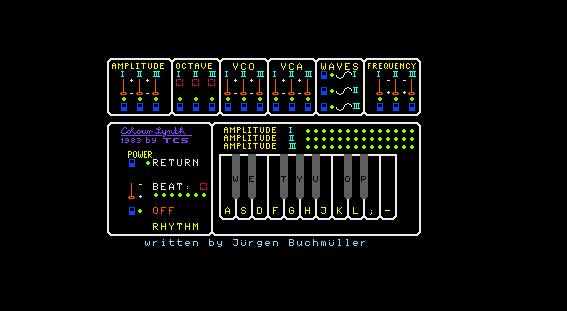 AMPLITUDE OCTAVE VCO VCA WAVES FREQUENCY
I II III I II III I II III I II III I I II III
II
III
Colour Synth
1983 by TCS
POWER
RETURN
BEAT:
OFF
RHYTHM
AMPLITUDE I
AMPLITUDE II
AMPLITUDE III
W E T Y U O P
A S D F G H J K L ; -
written by Jürgen Buchmüller